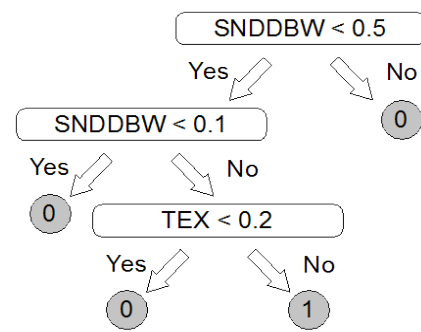 SNDDBW < 0.5
Yes
No
SNDDBW < 0.1
0
Yes
No
0
TEX < 0.2
Yes
No
0
1